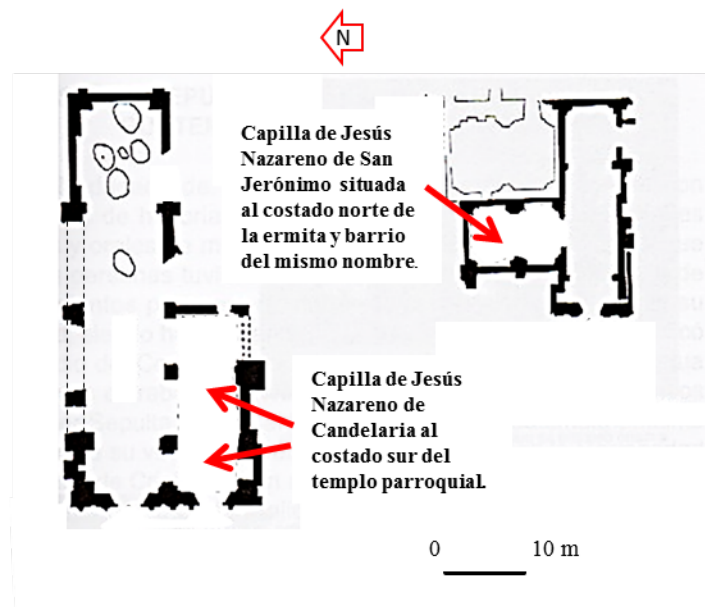 N
Capilla de Jesús
Nazareno de San
Jerónimo situada
al costado norte de
la ermita y barrio
del mismo nombre.
Capilla de Jesús
Nazareno de
Candelaria al
costado sur del
templo parroquial.
0 10 m